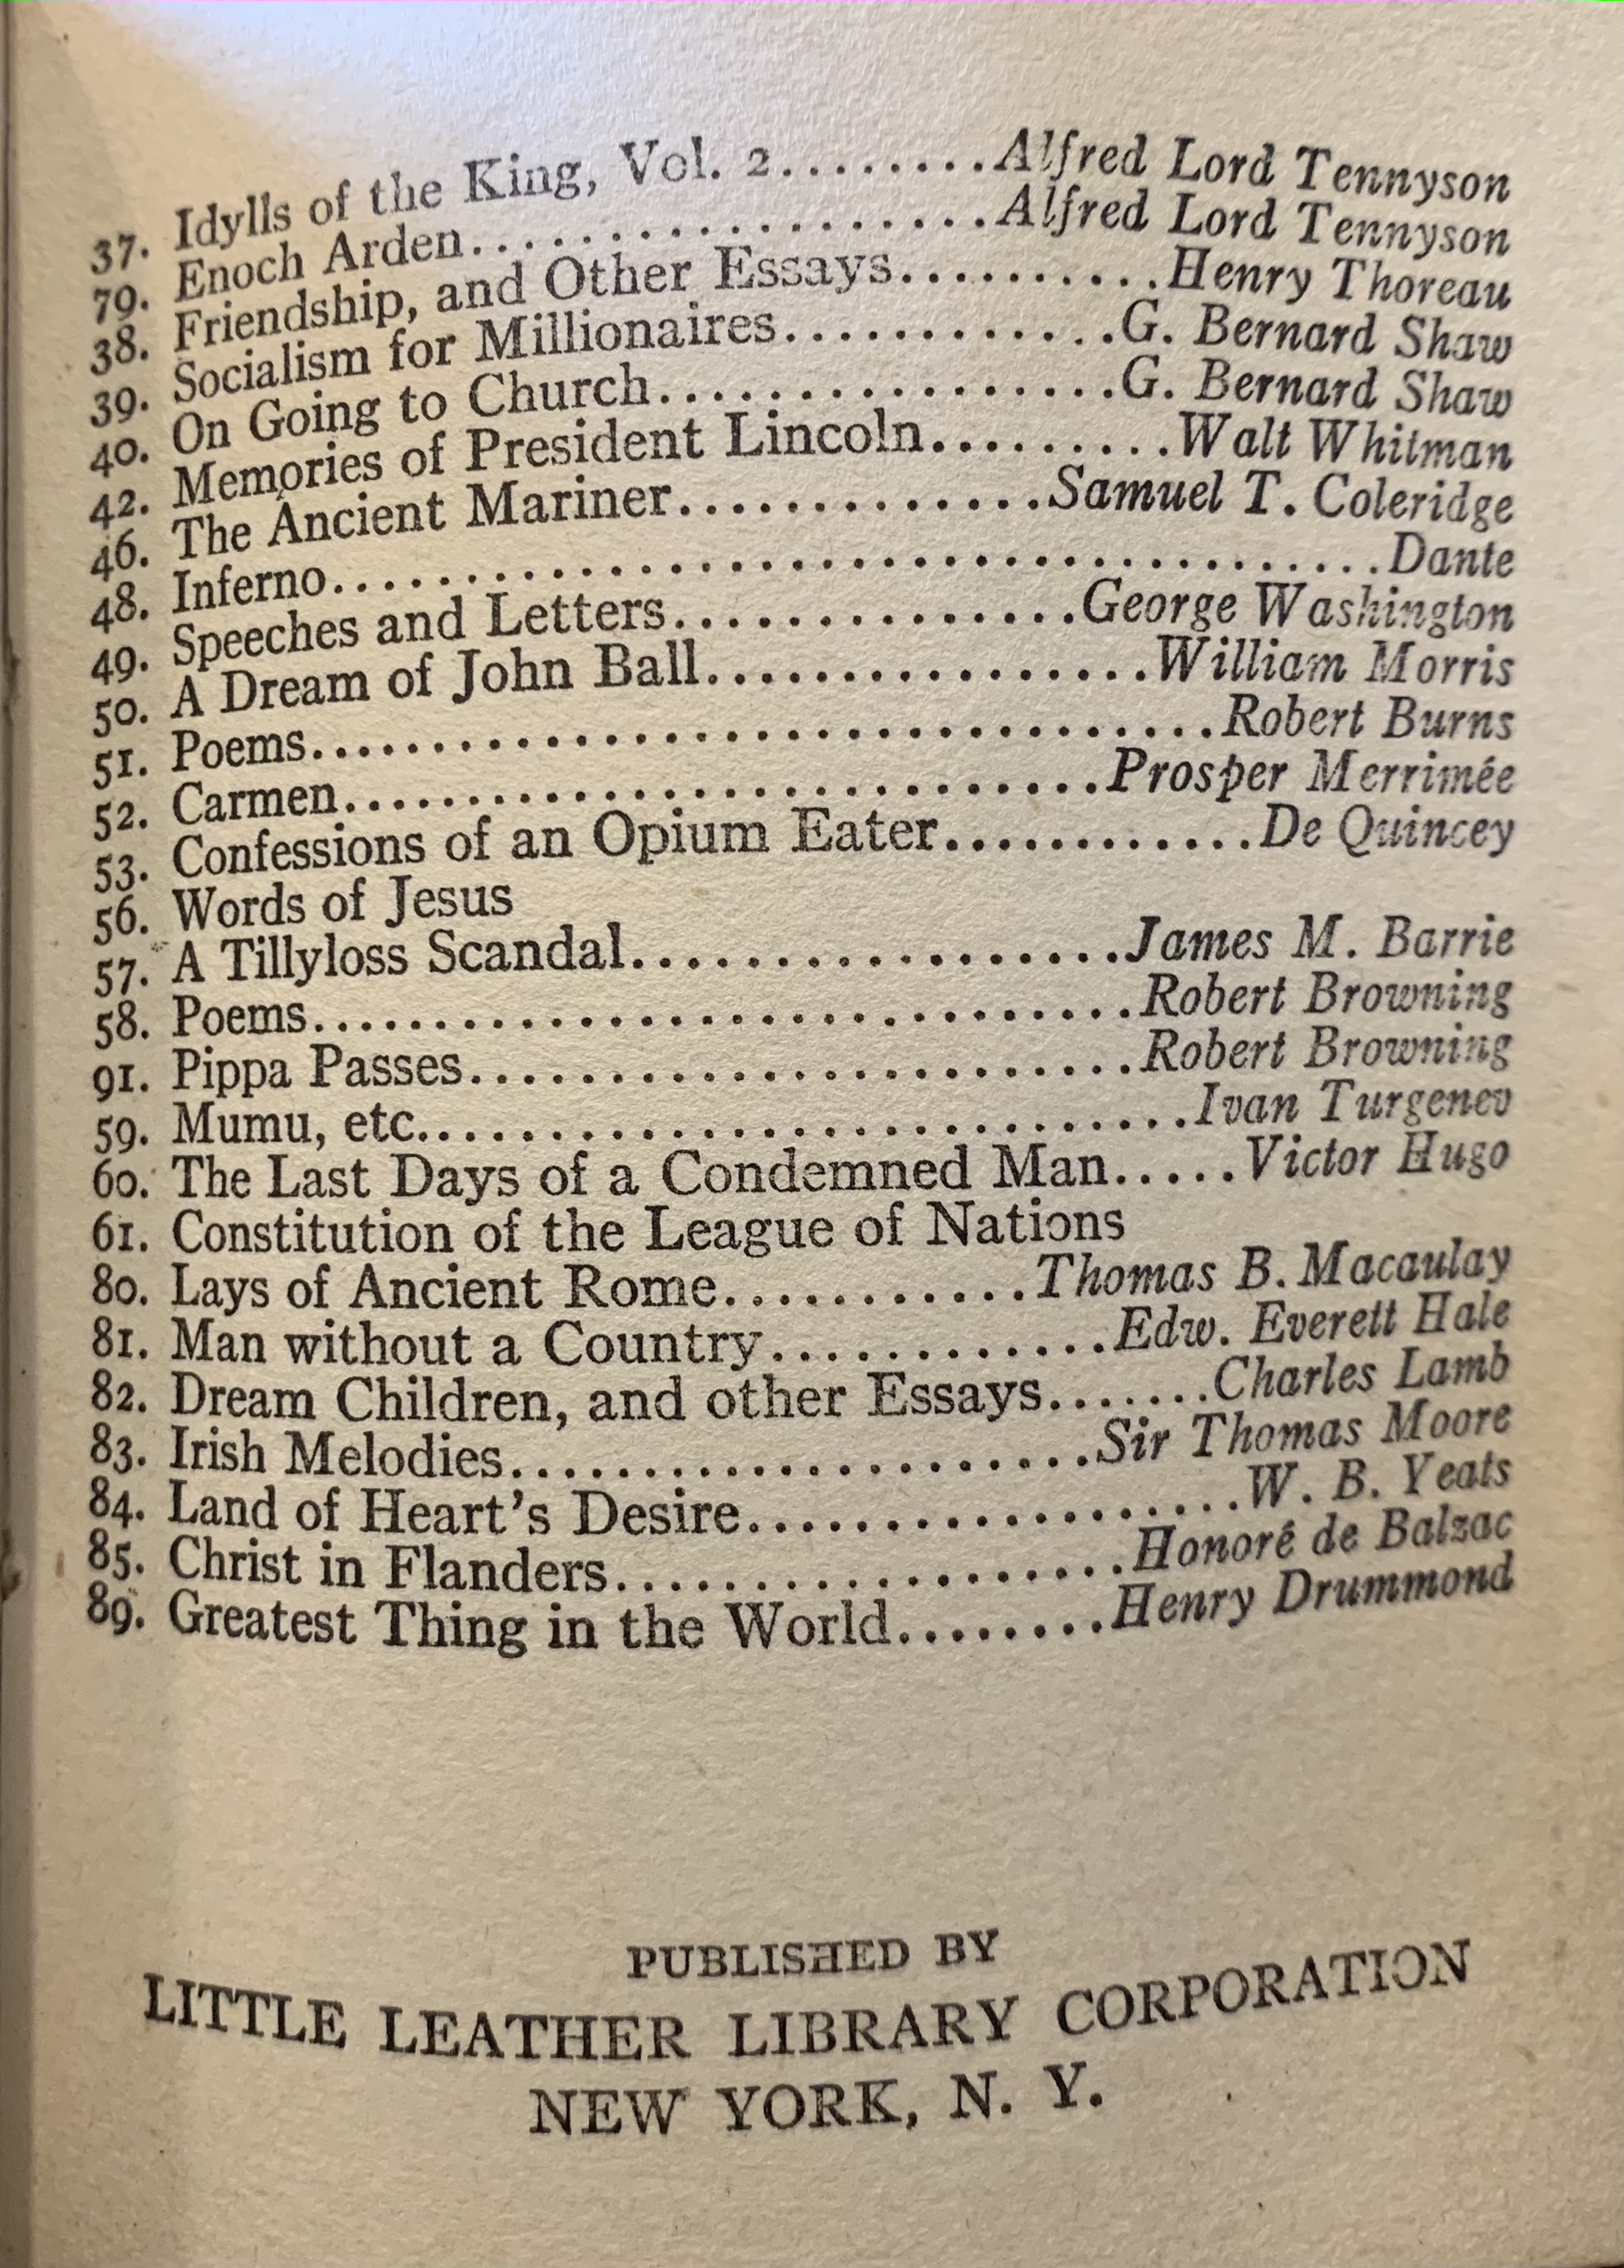 37. Idylls of the King, Vol. 2.........Alfred Lord Tennyson
79. Enoch Arden...................Alfred Lord Tennyson
38. Friendship, and Other Essays..........Henry Thoreau
39. Socialism for Millionaires............G. Bernard Shaw
40. On Going to Church.................G. Bernard Shaw
42. Memories of President Lincoln.........Walt Whitman
46. The Ancient Mariner..............Samuel T. Coleridge
48. Inferno......................................Dante
49. Speeches and Letters...............George Washington
50. A Dream of John Ball................William Morris
51. Poems.................................Robert Burns
52. Carmen............................Prosper Merrimée
53. Confessions of an Opium Eater............De Quincey
56. Words of Jesus
57. A Tillyloss Scandal..................James M. Barrie
58. Poems..............................Robert Browning
91. Pippa Passes........................Robert Browning
59. Mumu, etc.............................Ivan Turgenev
60. The Last Days of a Condemned Man.....Victor Hugo
61. Constitution of the League of Nations
80. Lays of Ancient Rome............Thomas B. Macaulay
81. Man without a Country.............Edw. Everett Hale
82. Dream Children, and other Essays.......Charles Lamb
83. Irish Melodies......................Sir Thomas Moore
84. Land of Heart's Desire...................W. B. Yeats
85. Christ in Flanders...................Honoré de Balzac
89. Greatest Thing in the World........Henry Drummond
PUBLISHED BY
LITTLE LEATHER LIBRARY CORPORATION
NEW YORK, N. Y.